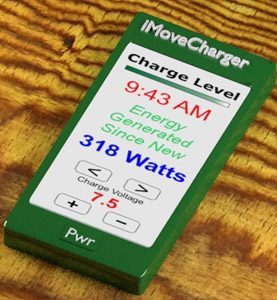 iMoveCharger
Charge Level
9:43 AM
Energy
Generated
Since New
318 Watts
< >
Charge Voltage
7.5
+ −
Pwr